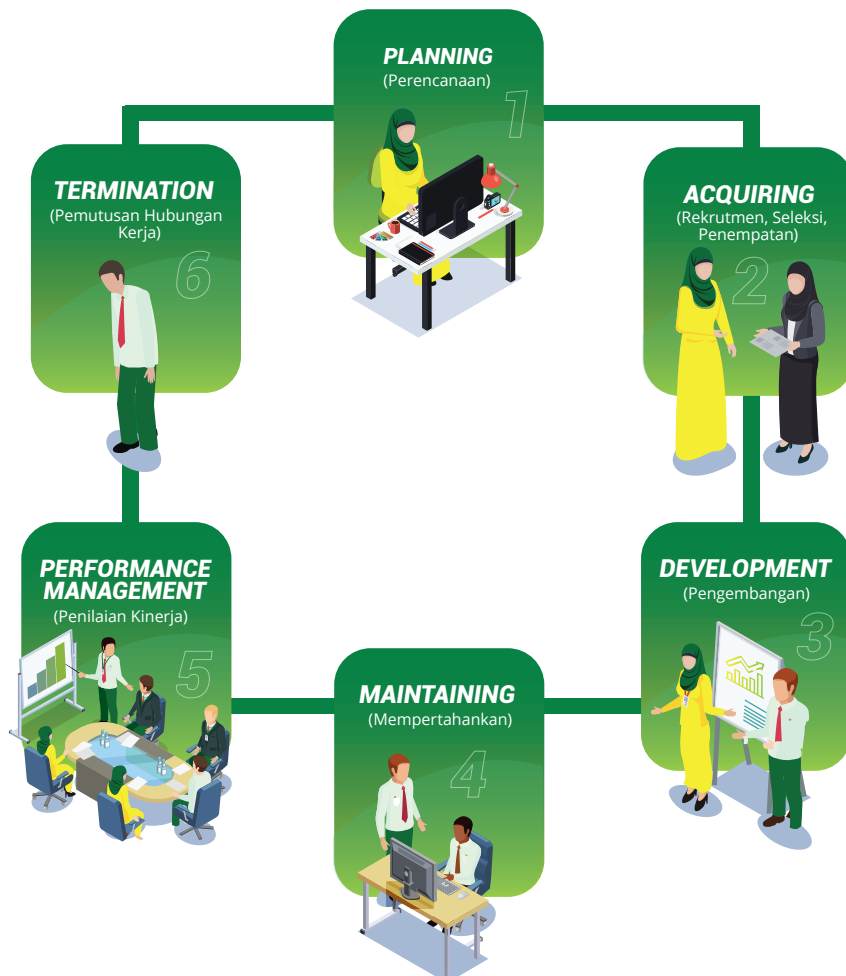 PLANNING
(Perencanaan)
1
ACQUIRING
(Rekrutmen, Seleksi,
Penempatan)
2
DEVELOPMENT
(Pengembangan)
3
MAINTAINING
(Mempertahankan)
4
PERFORMANCE
MANAGEMENT
(Penilaian Kinerja)
5
TERMINATION
(Pemutusan Hubungan
Kerja)
6